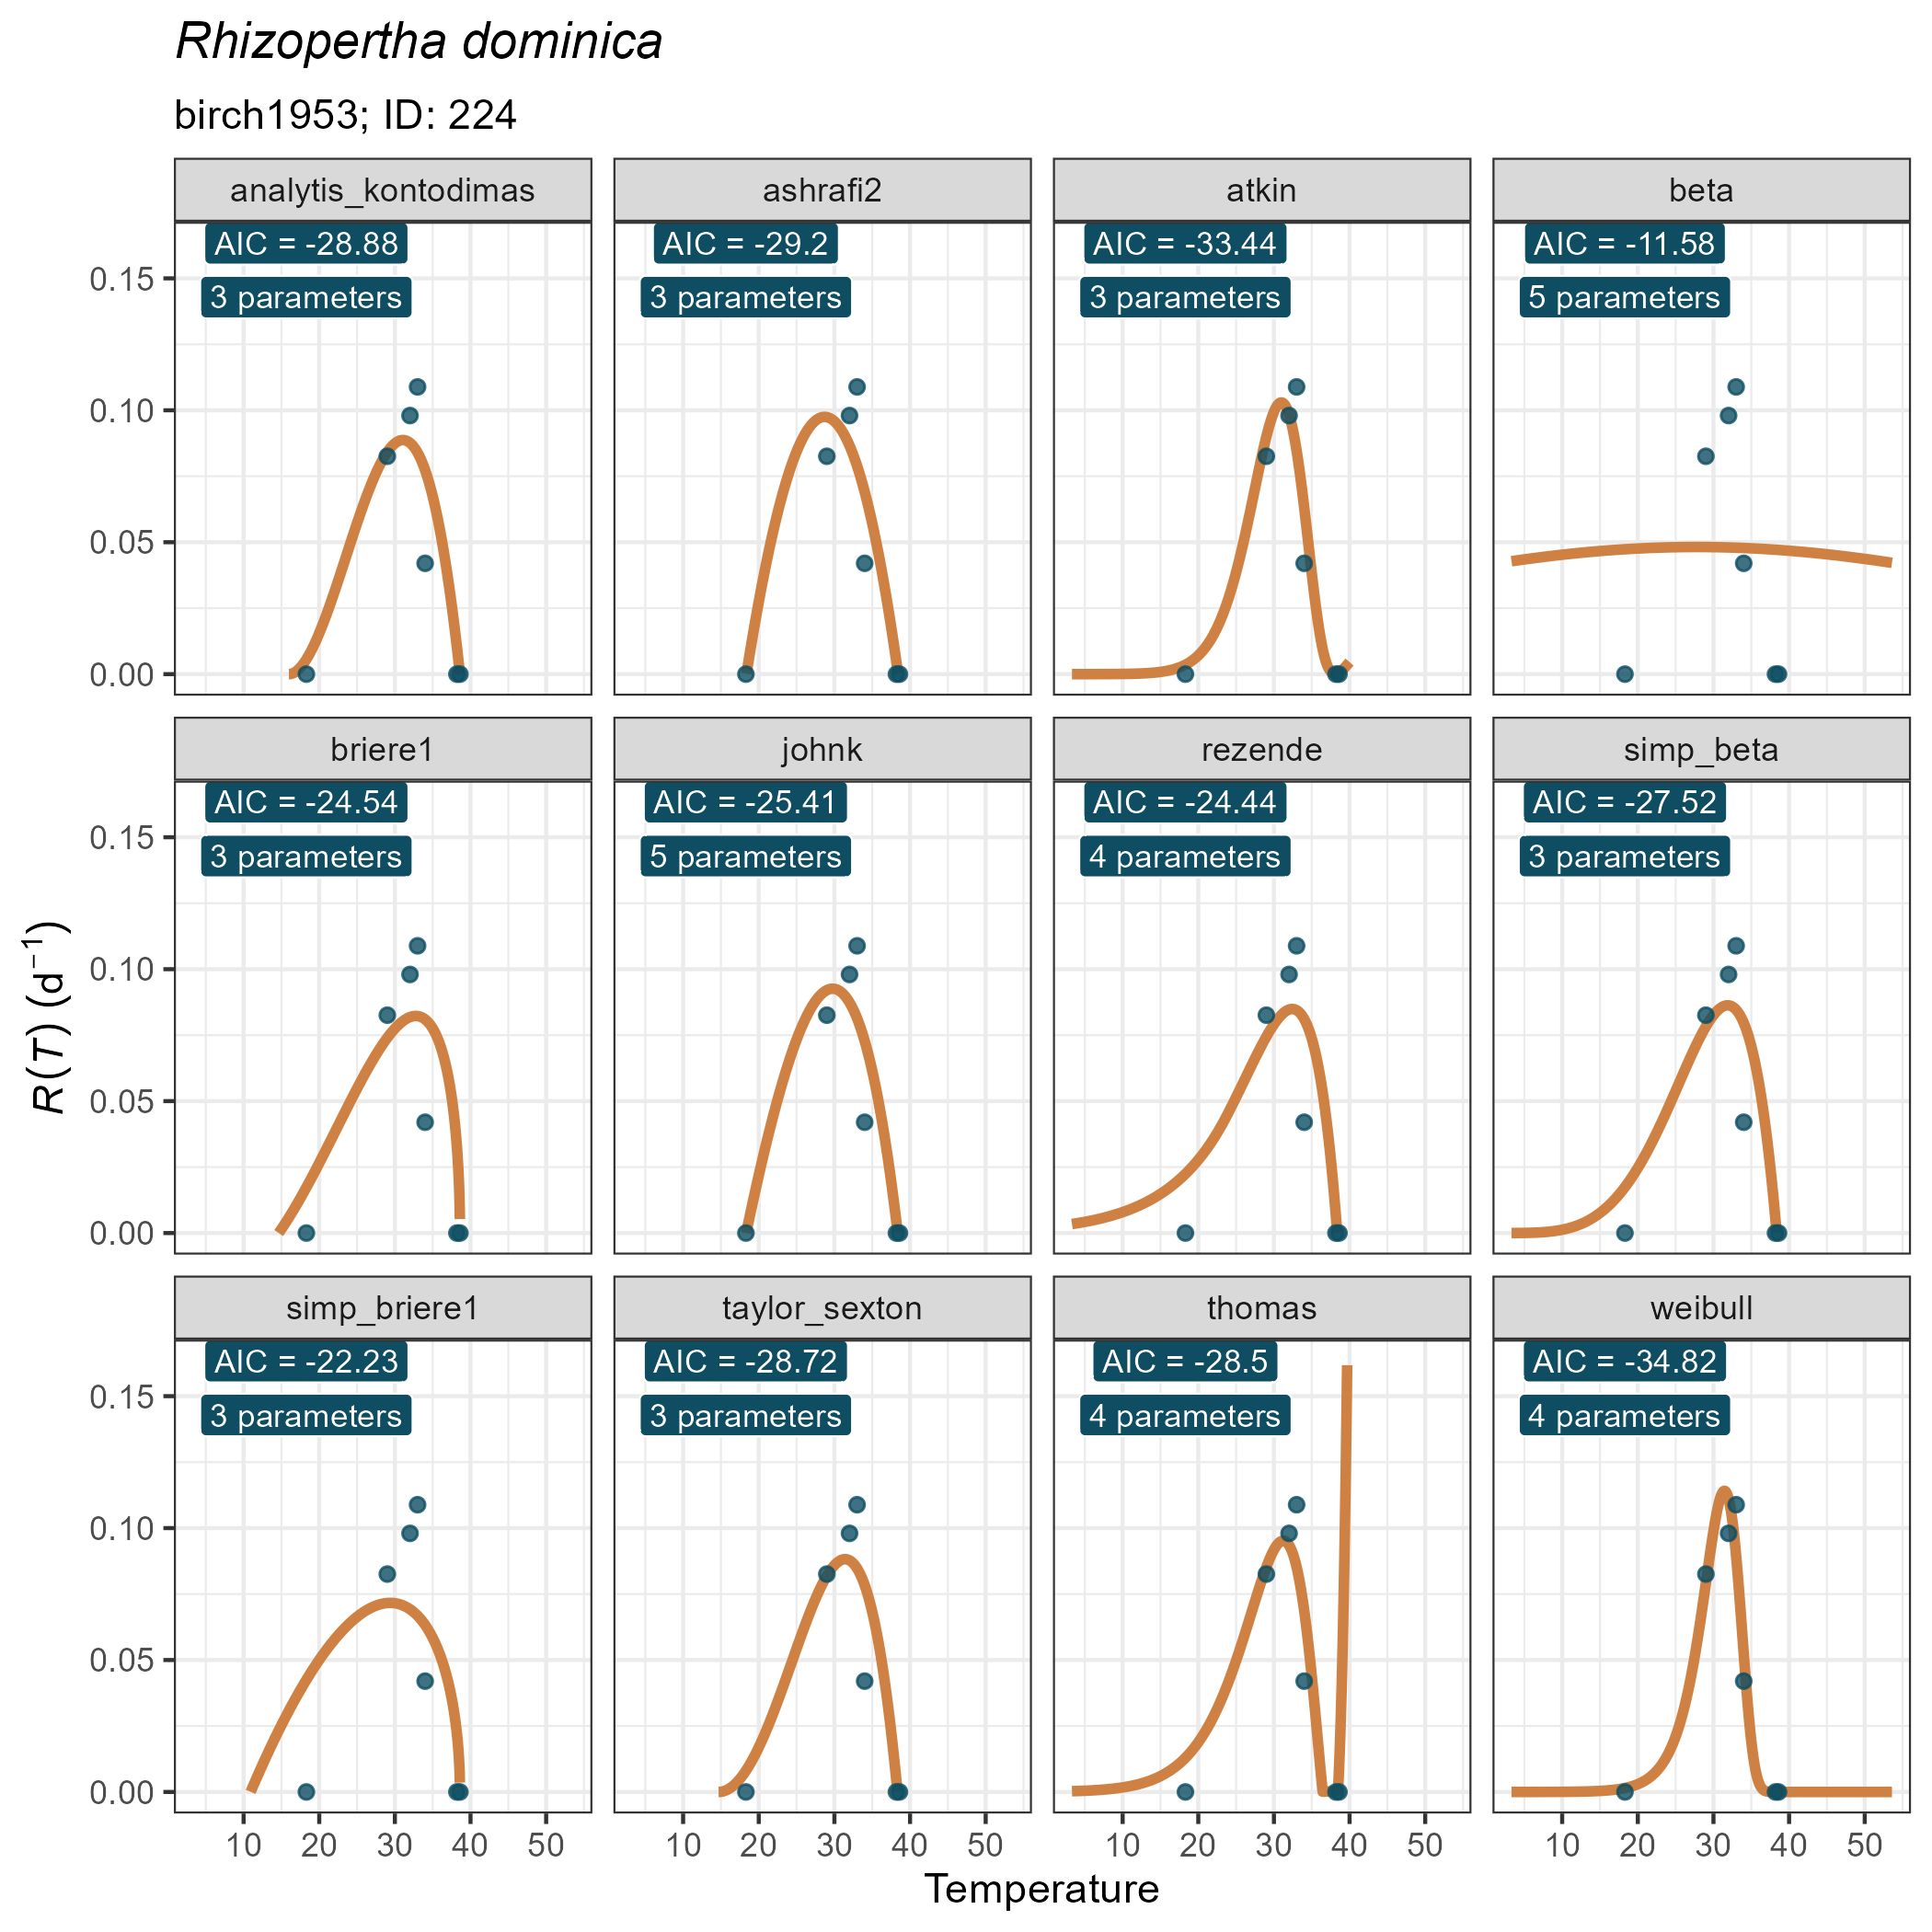 Rhizopertha dominica
birch1953; ID: 224
analytis_kontodimas ashrafi2 atkin beta
AIC = -28.88 AIC = -29.2 AIC = -33.44 AIC = -11.58
3 parameters 3 parameters 3 parameters 5 parameters
0.15
0.10
0.05
0.00
briere1 johnk rezende simp_beta
AIC = -24.54 AIC = -25.41 AIC = -24.44 AIC = -27.52
3 parameters 5 parameters 4 parameters 3 parameters
0.15
0.10
0.05
0.00
R(T) (d⁻¹)
simp_briere1 taylor_sexton thomas weibull
AIC = -22.23 AIC = -28.72 AIC = -28.5 AIC = -34.82
3 parameters 3 parameters 4 parameters 4 parameters
0.15
0.10
0.05
0.00
10 20 30 40 50 10 20 30 40 50 10 20 30 40 50 10 20 30 40 50
Temperature